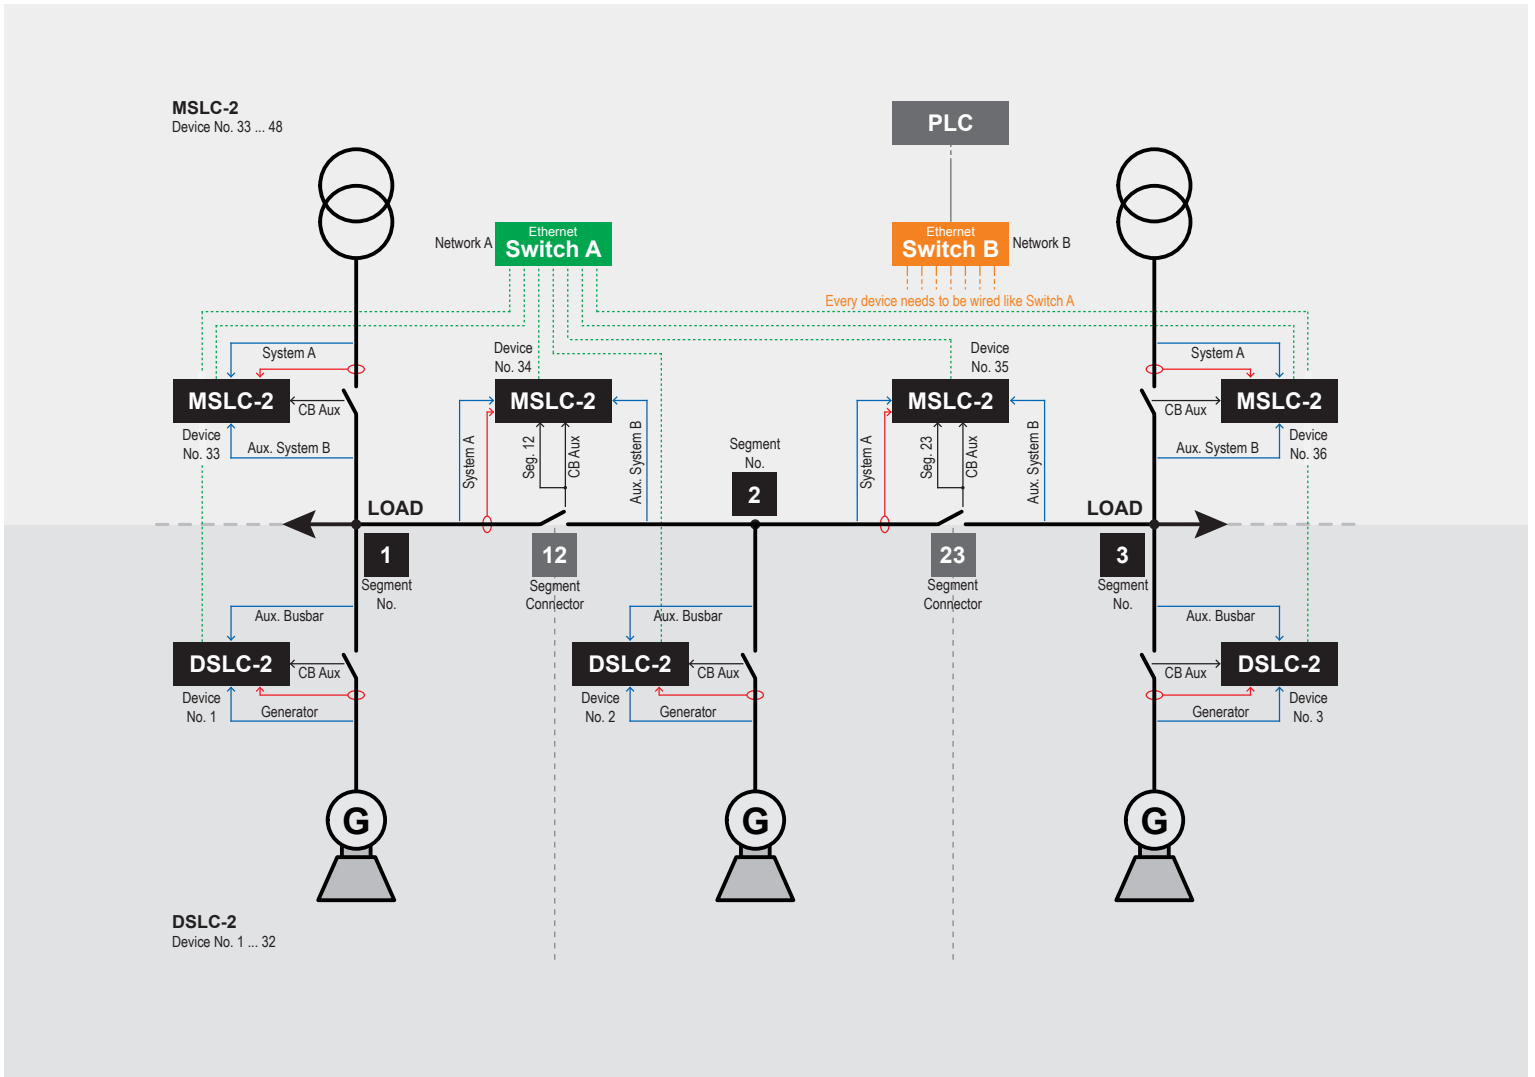 MSLC-2
Device No. 33 ... 48
PLC
Ethernet
Switch A
Network A
Ethernet
Switch B
Network B
Every device needs to be wired like Switch A
System A
MSLC-2
CB Aux
Device
No. 33
Aux. System B
Device
No. 34
MSLC-2
System A
Seg. 12
CB Aux
Aux. System B
Segment
No.
2
Device
No. 35
MSLC-2
System A
Seg. 23
CB Aux
Aux. System B
System A
MSLC-2
CB Aux
Device
No. 36
Aux. System B
LOAD
LOAD
1
Segment
No.
12
Segment
Connector
23
Segment
Connector
3
Segment
No.
Aux. Busbar
DSLC-2
CB Aux
Device
No. 1
Generator
Aux. Busbar
DSLC-2
CB Aux
Device
No. 2
Generator
Aux. Busbar
DSLC-2
CB Aux
Device
No. 3
Generator
G
G
G
DSLC-2
Device No. 1 ... 32